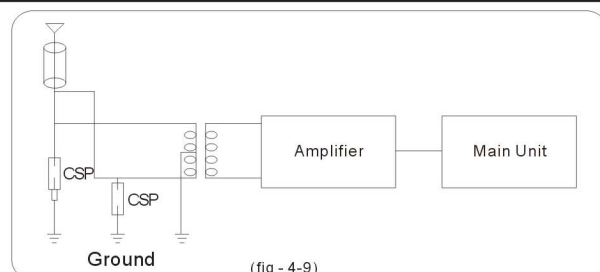 Amplifier
Main Unit
CSP
CSP
Ground
(fig - 4-9)